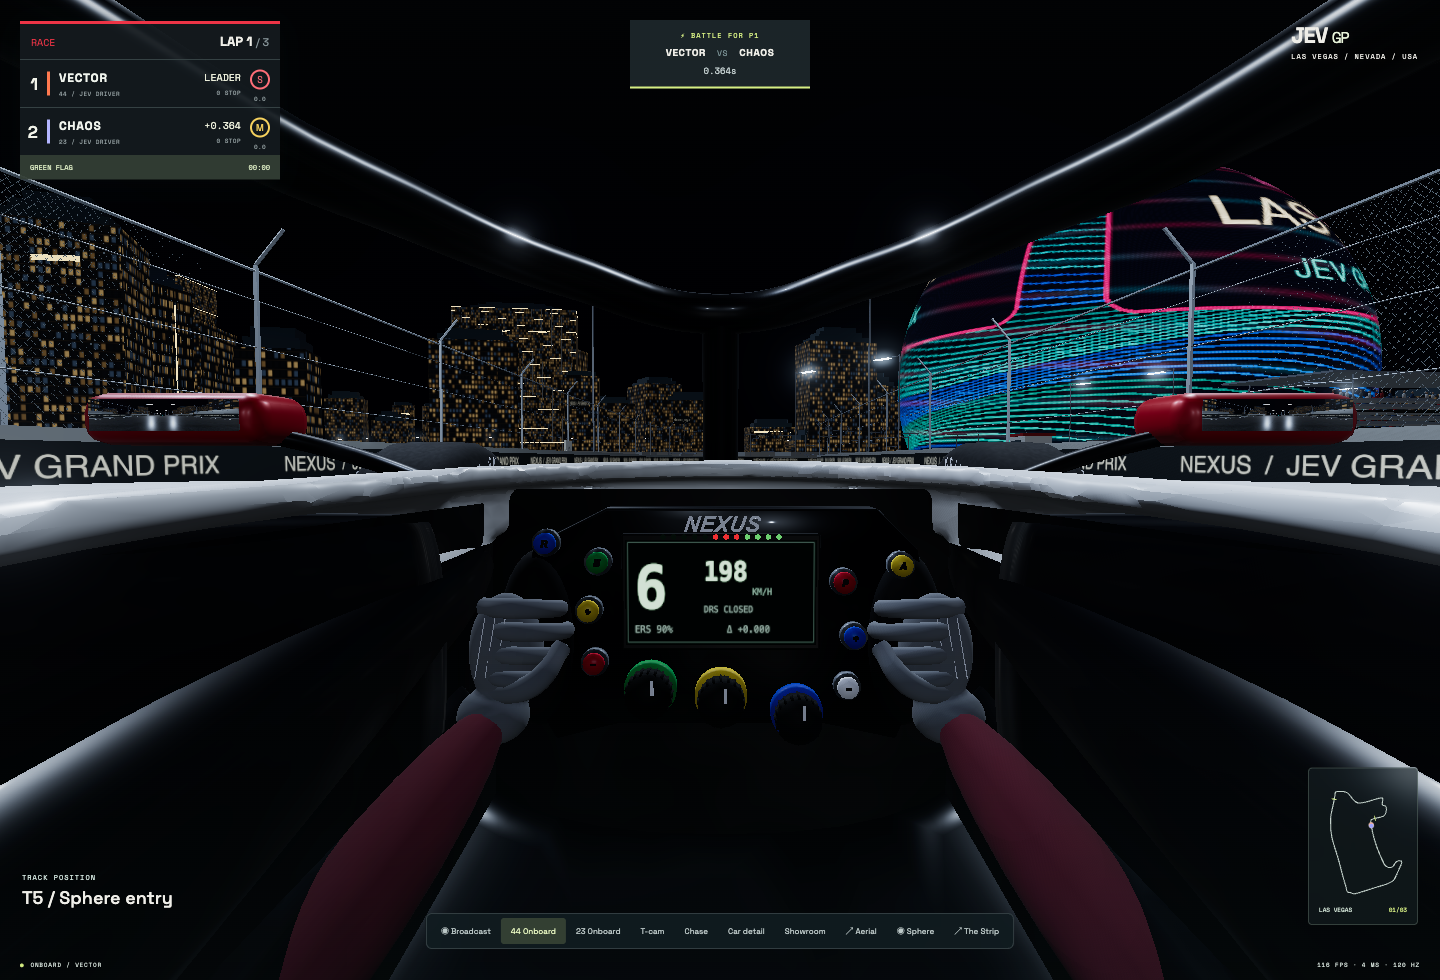 RACE
LAP 1 / 3
1 VECTOR LEADER S
44 / JEV DRIVER 0 STOP 0.0
2 CHAOS +0.364 M
23 / JEV DRIVER 0 STOP 0.0
GREEN FLAG 00:00
⚡ BATTLE FOR P1
VECTOR VS CHAOS
0.364s
JEV GP
LAS VEGAS / NEVADA / USA
LAS
JEV G
V GRAND PRIX
NEXUS /
PRIX
NEXUS / JEV GRA
NEXUS
6
198
KM/H
DRS CLOSED
ERS 90%
Δ +0.000
R
A
TRACK POSITION
T5 / Sphere entry
ONBOARD / VECTOR
Broadcast
44 Onboard
23 Onboard
T-cam
Chase
Car detail
Showroom
Aerial
Sphere
The Strip
LAS VEGAS 01/03
116 FPS · 4 MS · 120 HZ